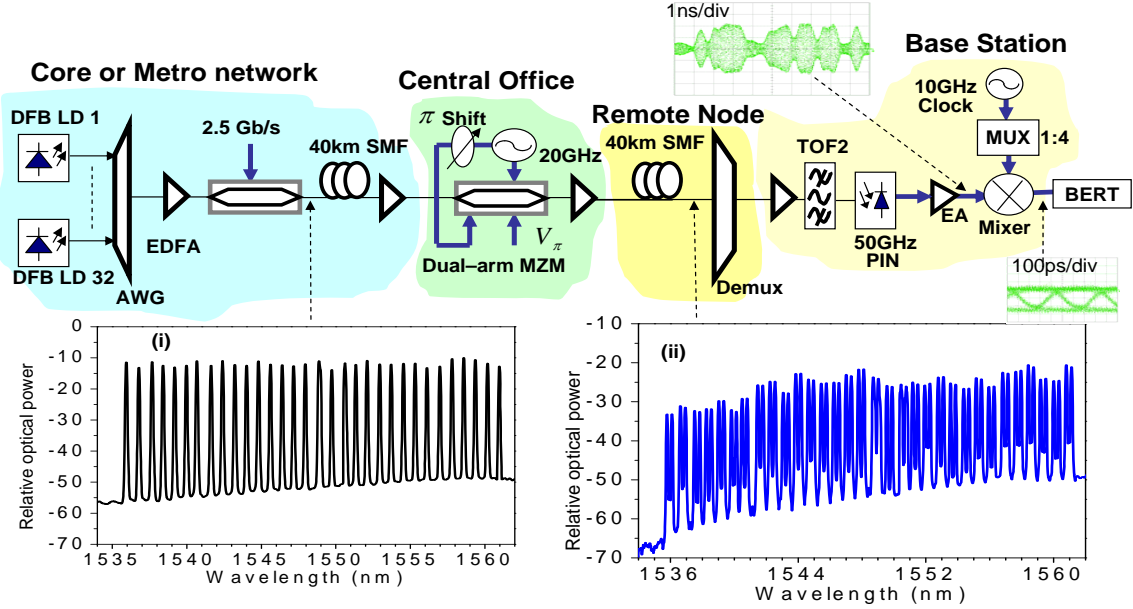 1ns/div
Core or Metro network
Central Office
Remote Node
Base Station
DFB LD 1
2.5 Gb/s
40km SMF
π Shift
20GHz
40km SMF
TOF2
10GHz
Clock
MUX
1:4
BERT
EDFA
DFB LD 32
AWG
Vπ
Dual–arm MZM
Demux
50GHz
PIN
EA
Mixer
100ps/div
(i)
Relative optical power
0
-10
-20
-30
-40
-50
-60
-70
1534 1540 1545 1550 1555 1560
Wavelength (nm)
(ii)
Relative optical power
-10
-20
-30
-40
-50
-60
-70
1536 1544 1552 1560
Wavelength (nm)